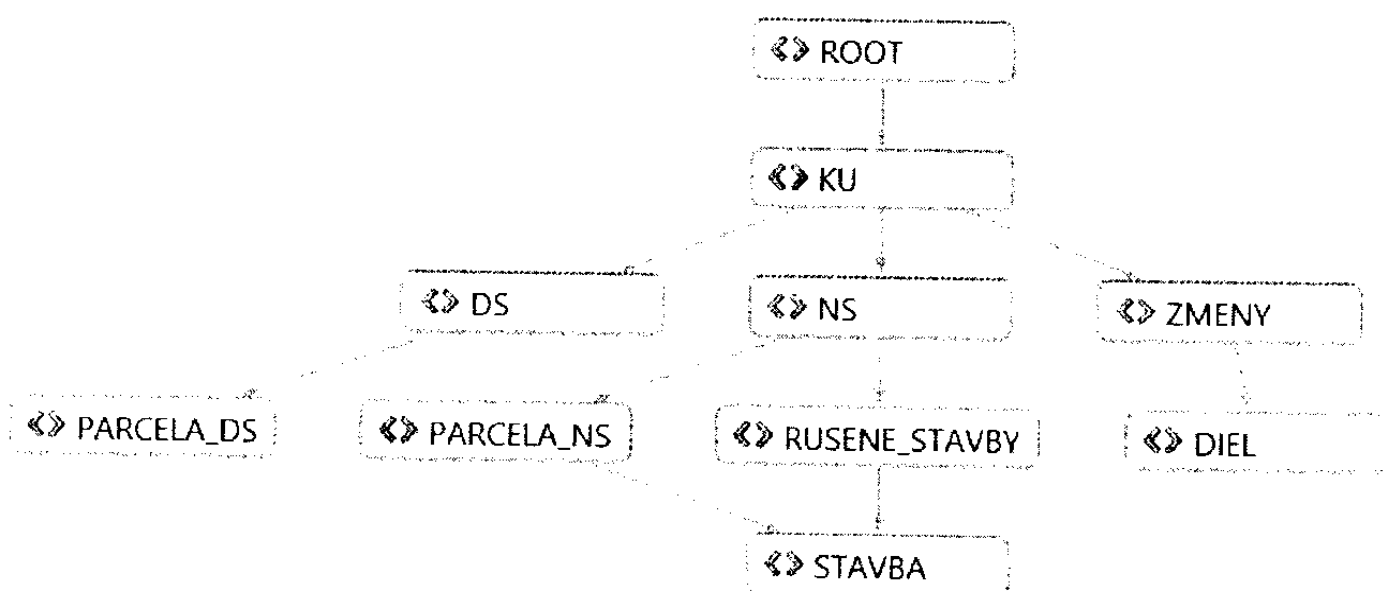 ROOT
KU
DS
NS
ZMENY
PARCELA_DS
PARCELA_NS
RUSENE_STAVBY
DIEL
STAVBA